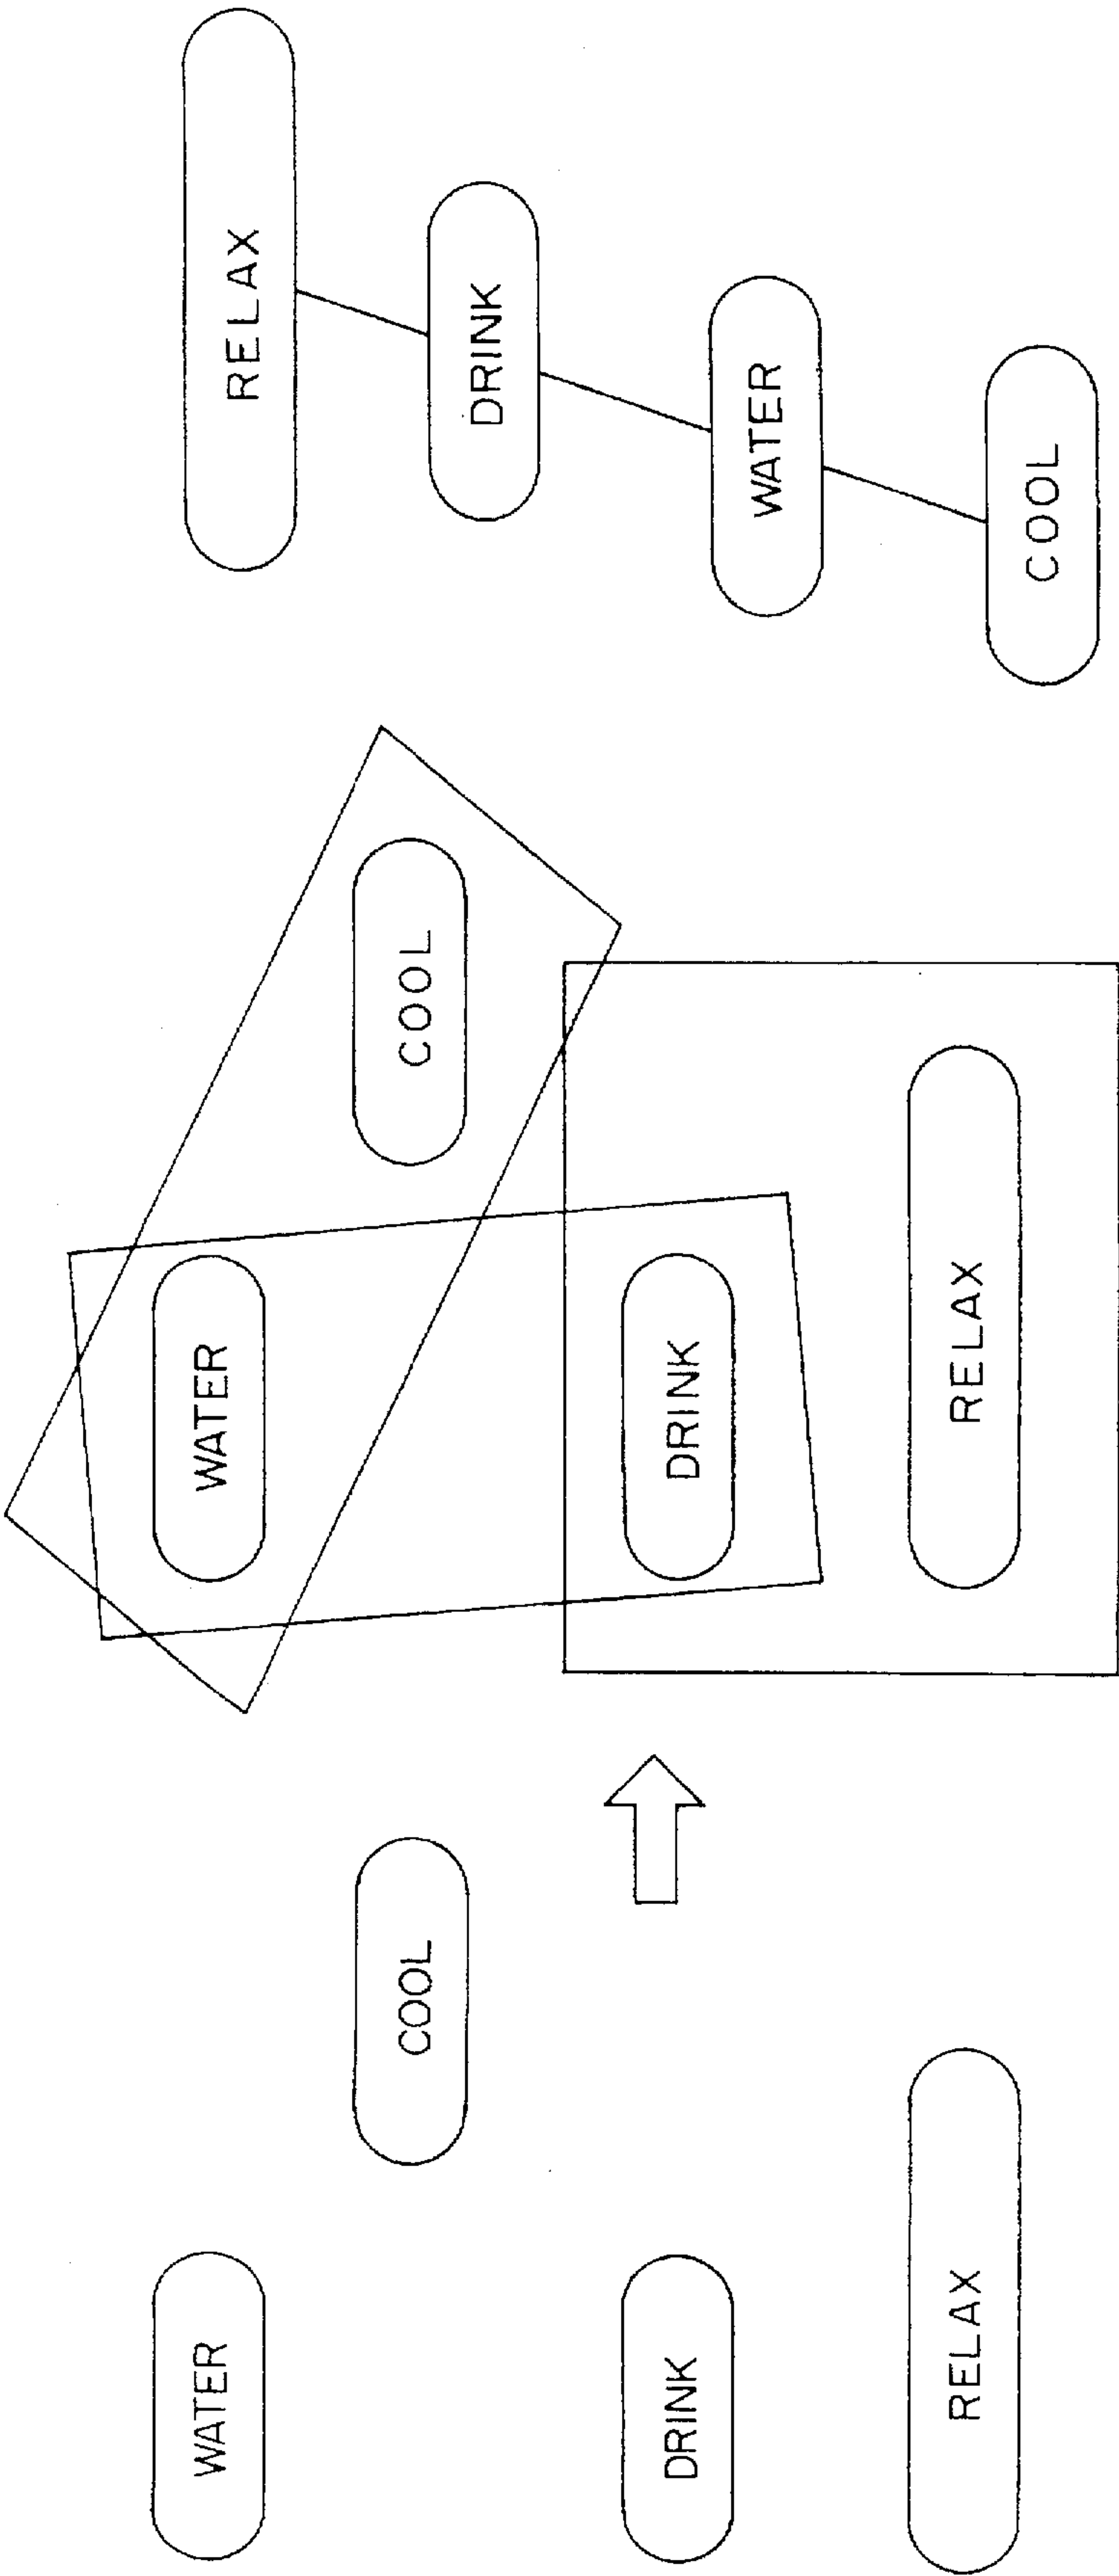 WATER
COOL
DRINK
RELAX
WATER
COOL
DRINK
RELAX
RELAX
DRINK
WATER
COOL